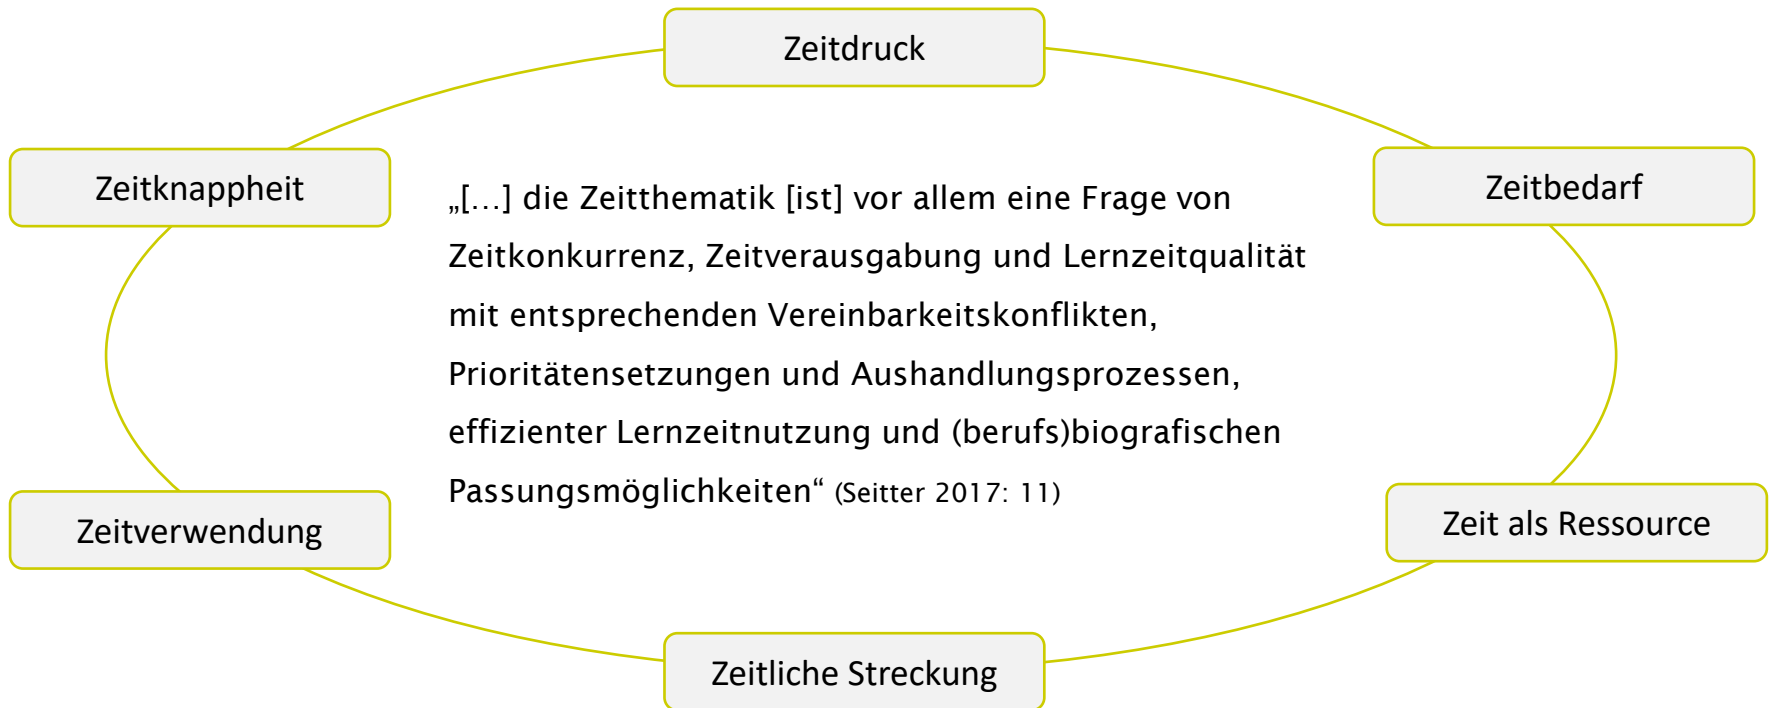 Zeitdruck
Zeitknappheit
Zeitbedarf
„[…] die Zeitthematik [ist] vor allem eine Frage von
Zeitkonkurrenz, Zeitverausgabung und Lernzeitqualität
mit entsprechenden Vereinbarkeitskonflikten,
Prioritätensetzungen und Aushandlungsprozessen,
effizienter Lernzeitnutzung und (berufs)biografischen
Passungsmöglichkeiten“ (Seitter 2017: 11)
Zeitverwendung
Zeit als Ressource
Zeitliche Streckung